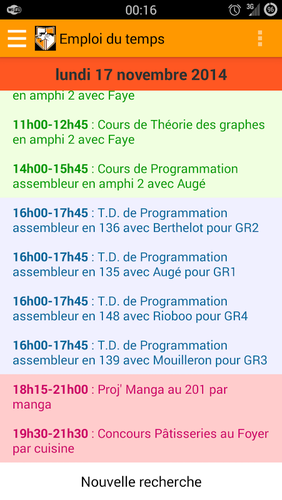 00:16
3G
56
Emploi du temps
lundi 17 novembre 2014
en amphi 2 avec Faye
11h00-12h45 : Cours de Théorie des graphes
en amphi 2 avec Faye
14h00-15h45 : Cours de Programmation
assembleur en amphi 2 avec Augé
16h00-17h45 : T.D. de Programmation
assembleur en 136 avec Berthelot pour GR2
16h00-17h45 : T.D. de Programmation
assembleur en 135 avec Augé pour GR1
16h00-17h45 : T.D. de Programmation
assembleur en 148 avec Rioboo pour GR4
16h00-17h45 : T.D. de Programmation
assembleur en 139 avec Mouilleron pour GR3
18h15-21h00 : Proj' Manga au 201 par
manga
19h30-21h30 : Concours Pâtisseries au Foyer
par cuisine
Nouvelle recherche